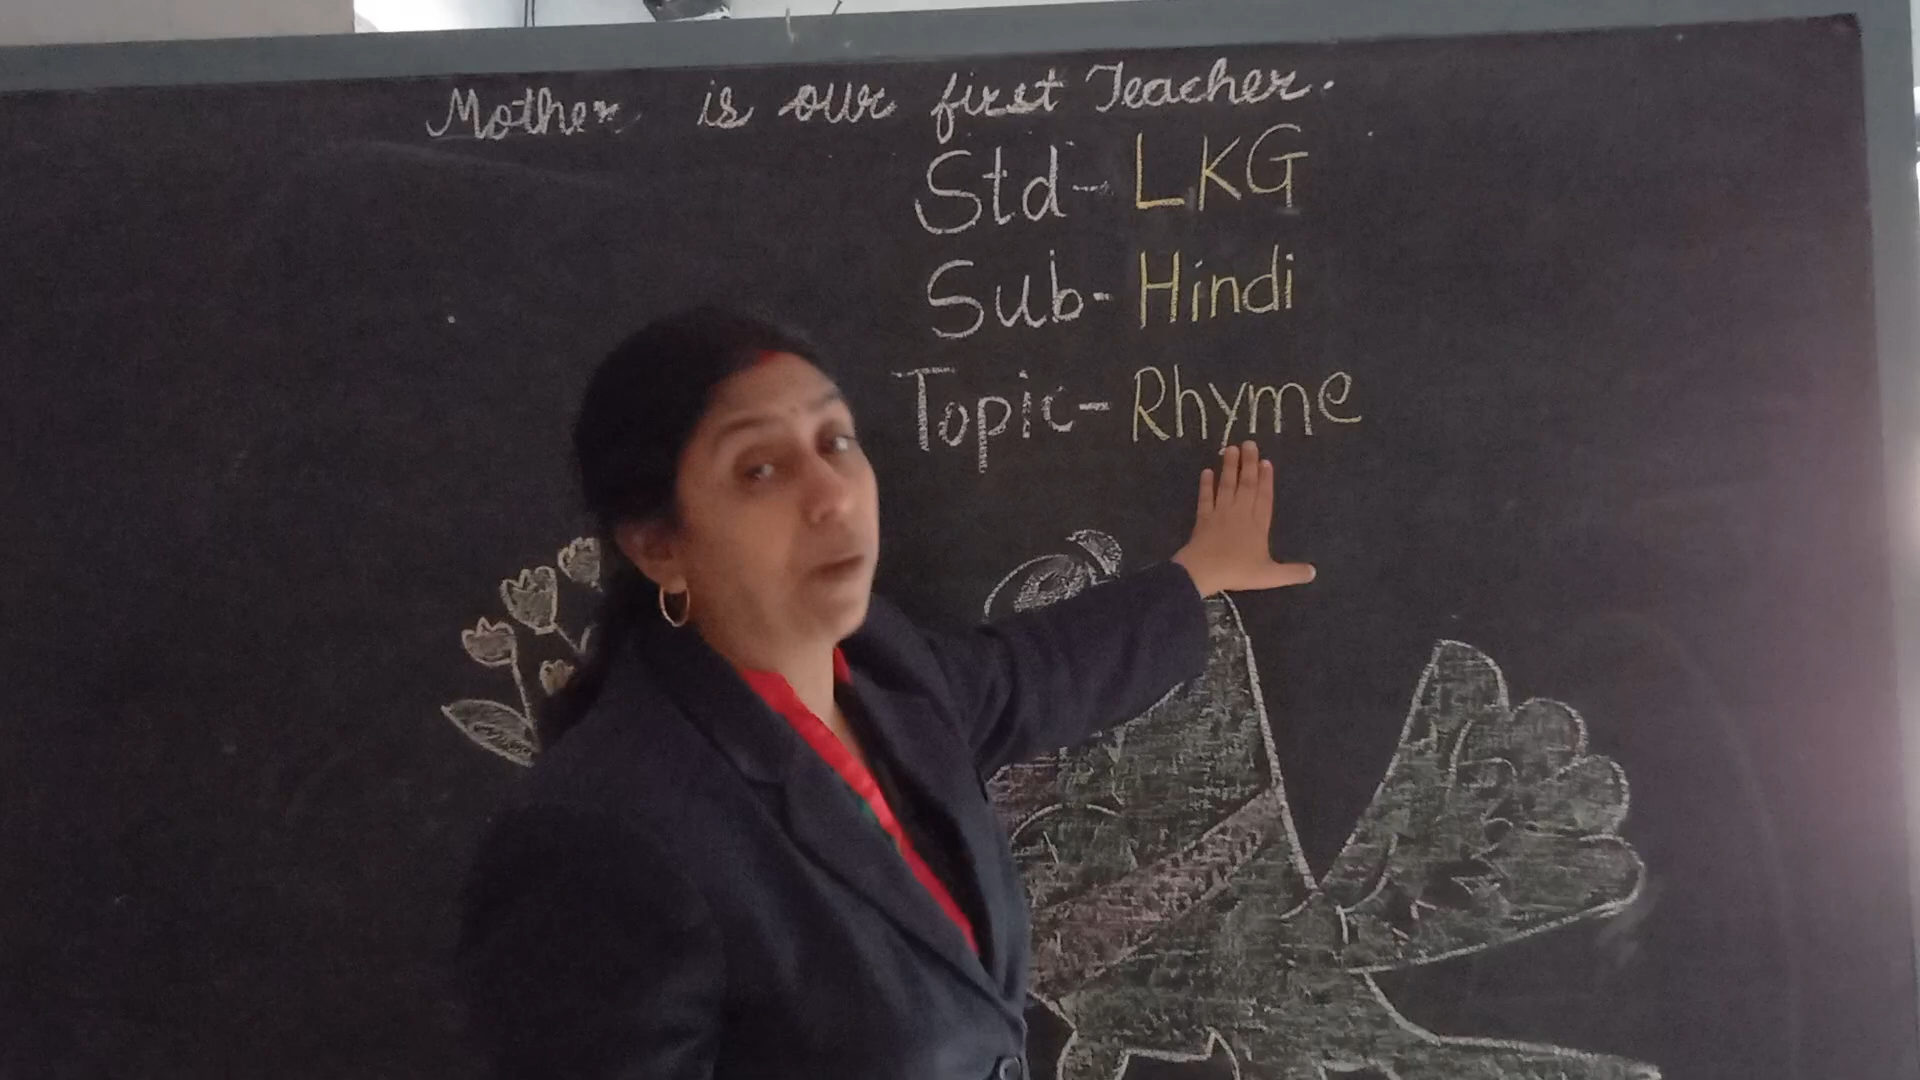 Mother is our first Teacher.
Std- LKG
Sub- Hindi
Topic- Rhyme